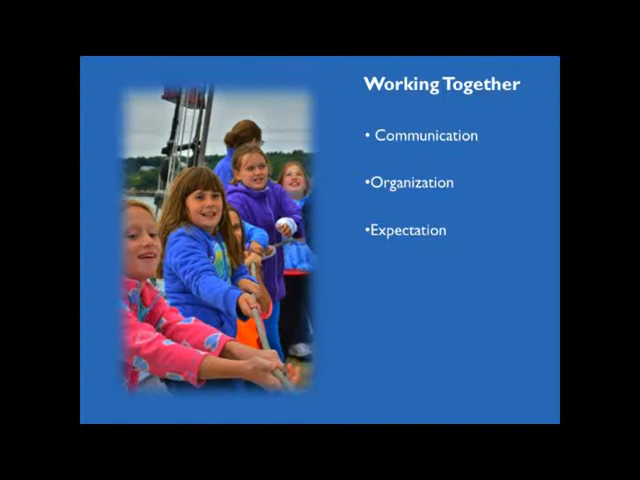 Working Together
• Communication
•Organization
•Expectation